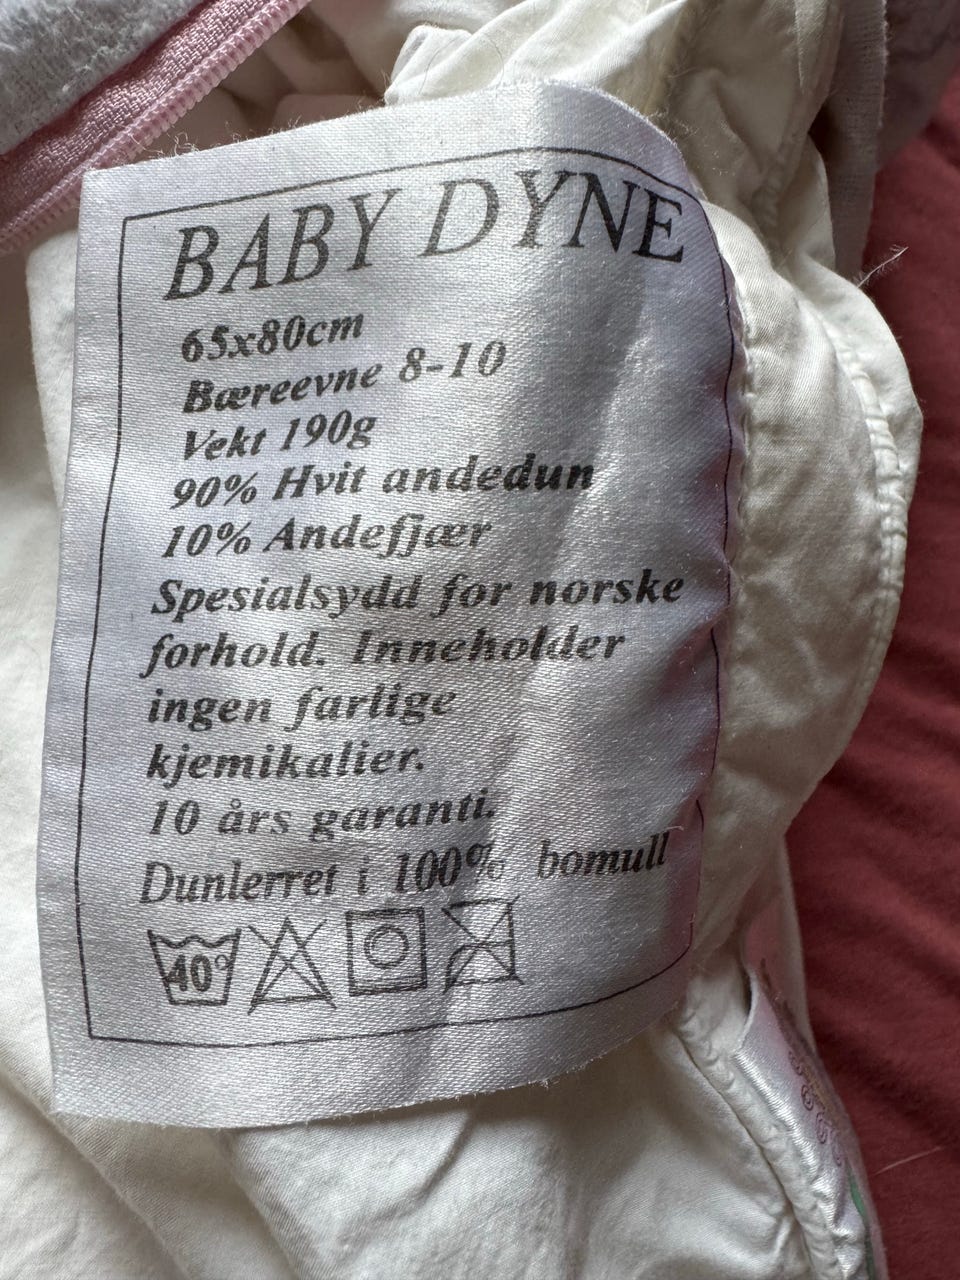 BABY DYNE
65x80cm
Bæreevne 8-10
Vekt 190g
90% Hvit andedun
10% Andefjær
Spesialsydd for norske
forhold. Inneholder
ingen farlige
kjemikalier.
10 års garanti.
Dunlerret i 100% bomull
40°